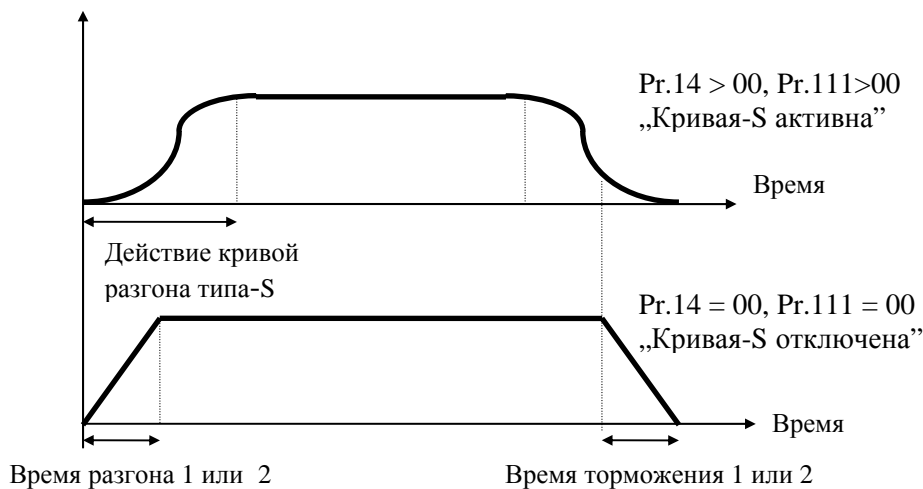 Pr.14 > 00, Pr.111>00
„Кривая-S активна”
Время
Действие кривой
разгона типа-S
Pr.14 = 00, Pr.111 = 00
„Кривая-S отключена”
Время
Время разгона 1 или 2
Время торможения 1 или 2